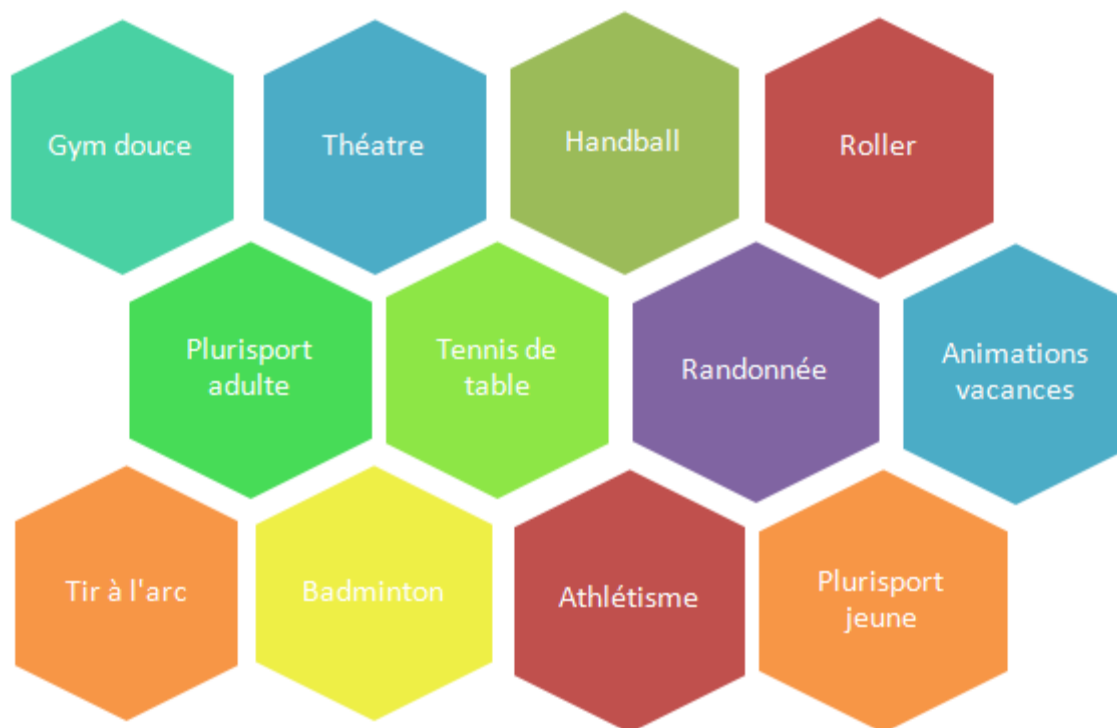 Gym douce
Théatre
Handball
Roller
Plurisport
adulte
Tennis de
table
Randonnée
Animations
vacances
Tir à l'arc
Badminton
Athlétisme
Plurisport
jeune